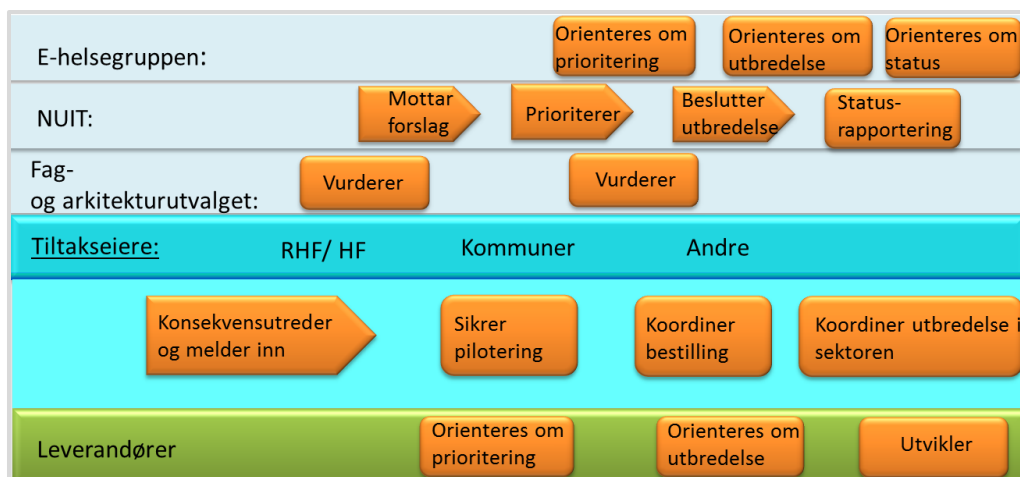 E-helsegruppen:
Orienteres om
prioritering
Orienteres om
utbredelse
Orienteres om
status
NUIT:
Mottar
forslag
Prioriterer
Beslutter
utbredelse
Status-
rapportering
Fag-
og arkitekturutvalget:
Vurderer
Vurderer
Tiltakseiere:
RHF/ HF
Kommuner
Andre
Konsekvensutreder
og melder inn
Sikrer
pilotering
Koordiner
bestilling
Koordiner utbredelse i
sektoren
Leverandører
Orienteres om
prioritering
Orienteres om
utbredelse
Utvikler